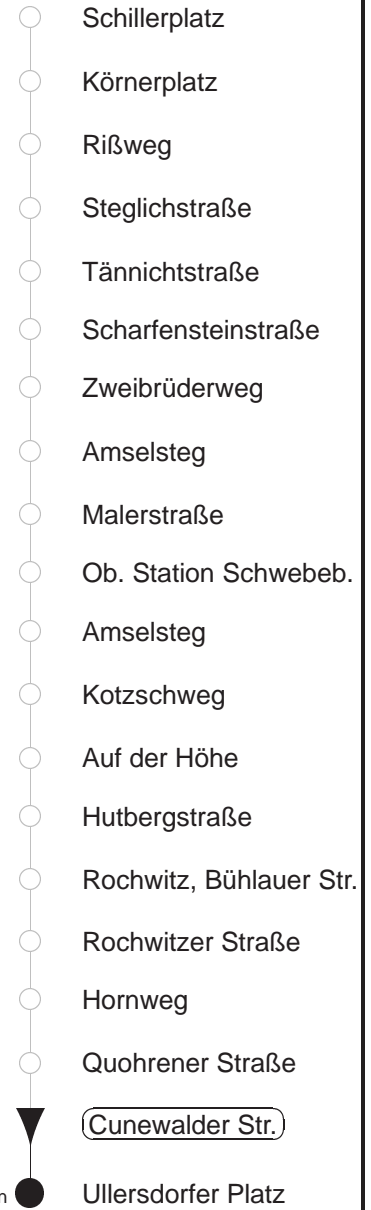 Schillerplatz
Körnerplatz
Rißweg
Steglichstraße
Tännichtstraße
Scharfensteinstraße
Zweibrüderweg
Amselsteg
Malerstraße
Ob. Station Schwebeb.
Amselsteg
Kotzschweg
Auf der Höhe
Hutbergstraße
Rochwitz, Bühlauer Str.
Rochwitzer Straße
Hornweg
Quohrener Straße
Cunewalder Str.
Ullersdorfer Platz